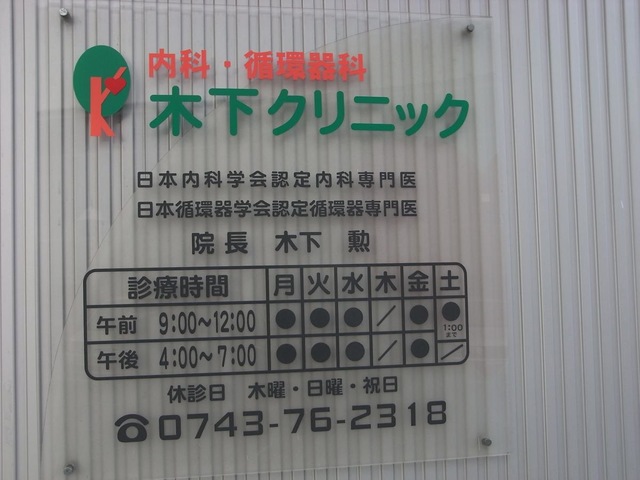 内科・循環器科
木下クリニック
日本内科学会認定内科専門医
日本循環器学会認定循環器専門医
院長 木下 勲
診療時間 月 火 水 木 金 土
午前 9:00～12:00 ● ● ● ／ ● ● 1:00まで
午後 4:00～7:00 ● ● ● ／ ● ／
休診日 木曜・日曜・祝日
☎0743-76-2318